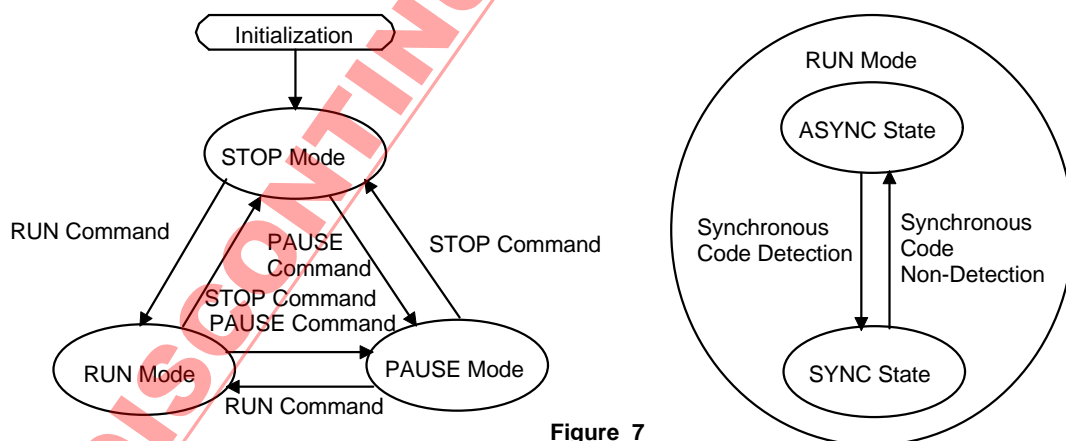 Initialization
STOP Mode
RUN Command
PAUSE
Command
STOP Command
STOP Command
PAUSE Command
RUN Mode
PAUSE Mode
RUN Command
RUN Mode
ASYNC State
Synchronous
Code Detection
Synchronous
Code
Non-Detection
SYNC State
Figure 7
DISCONTIN